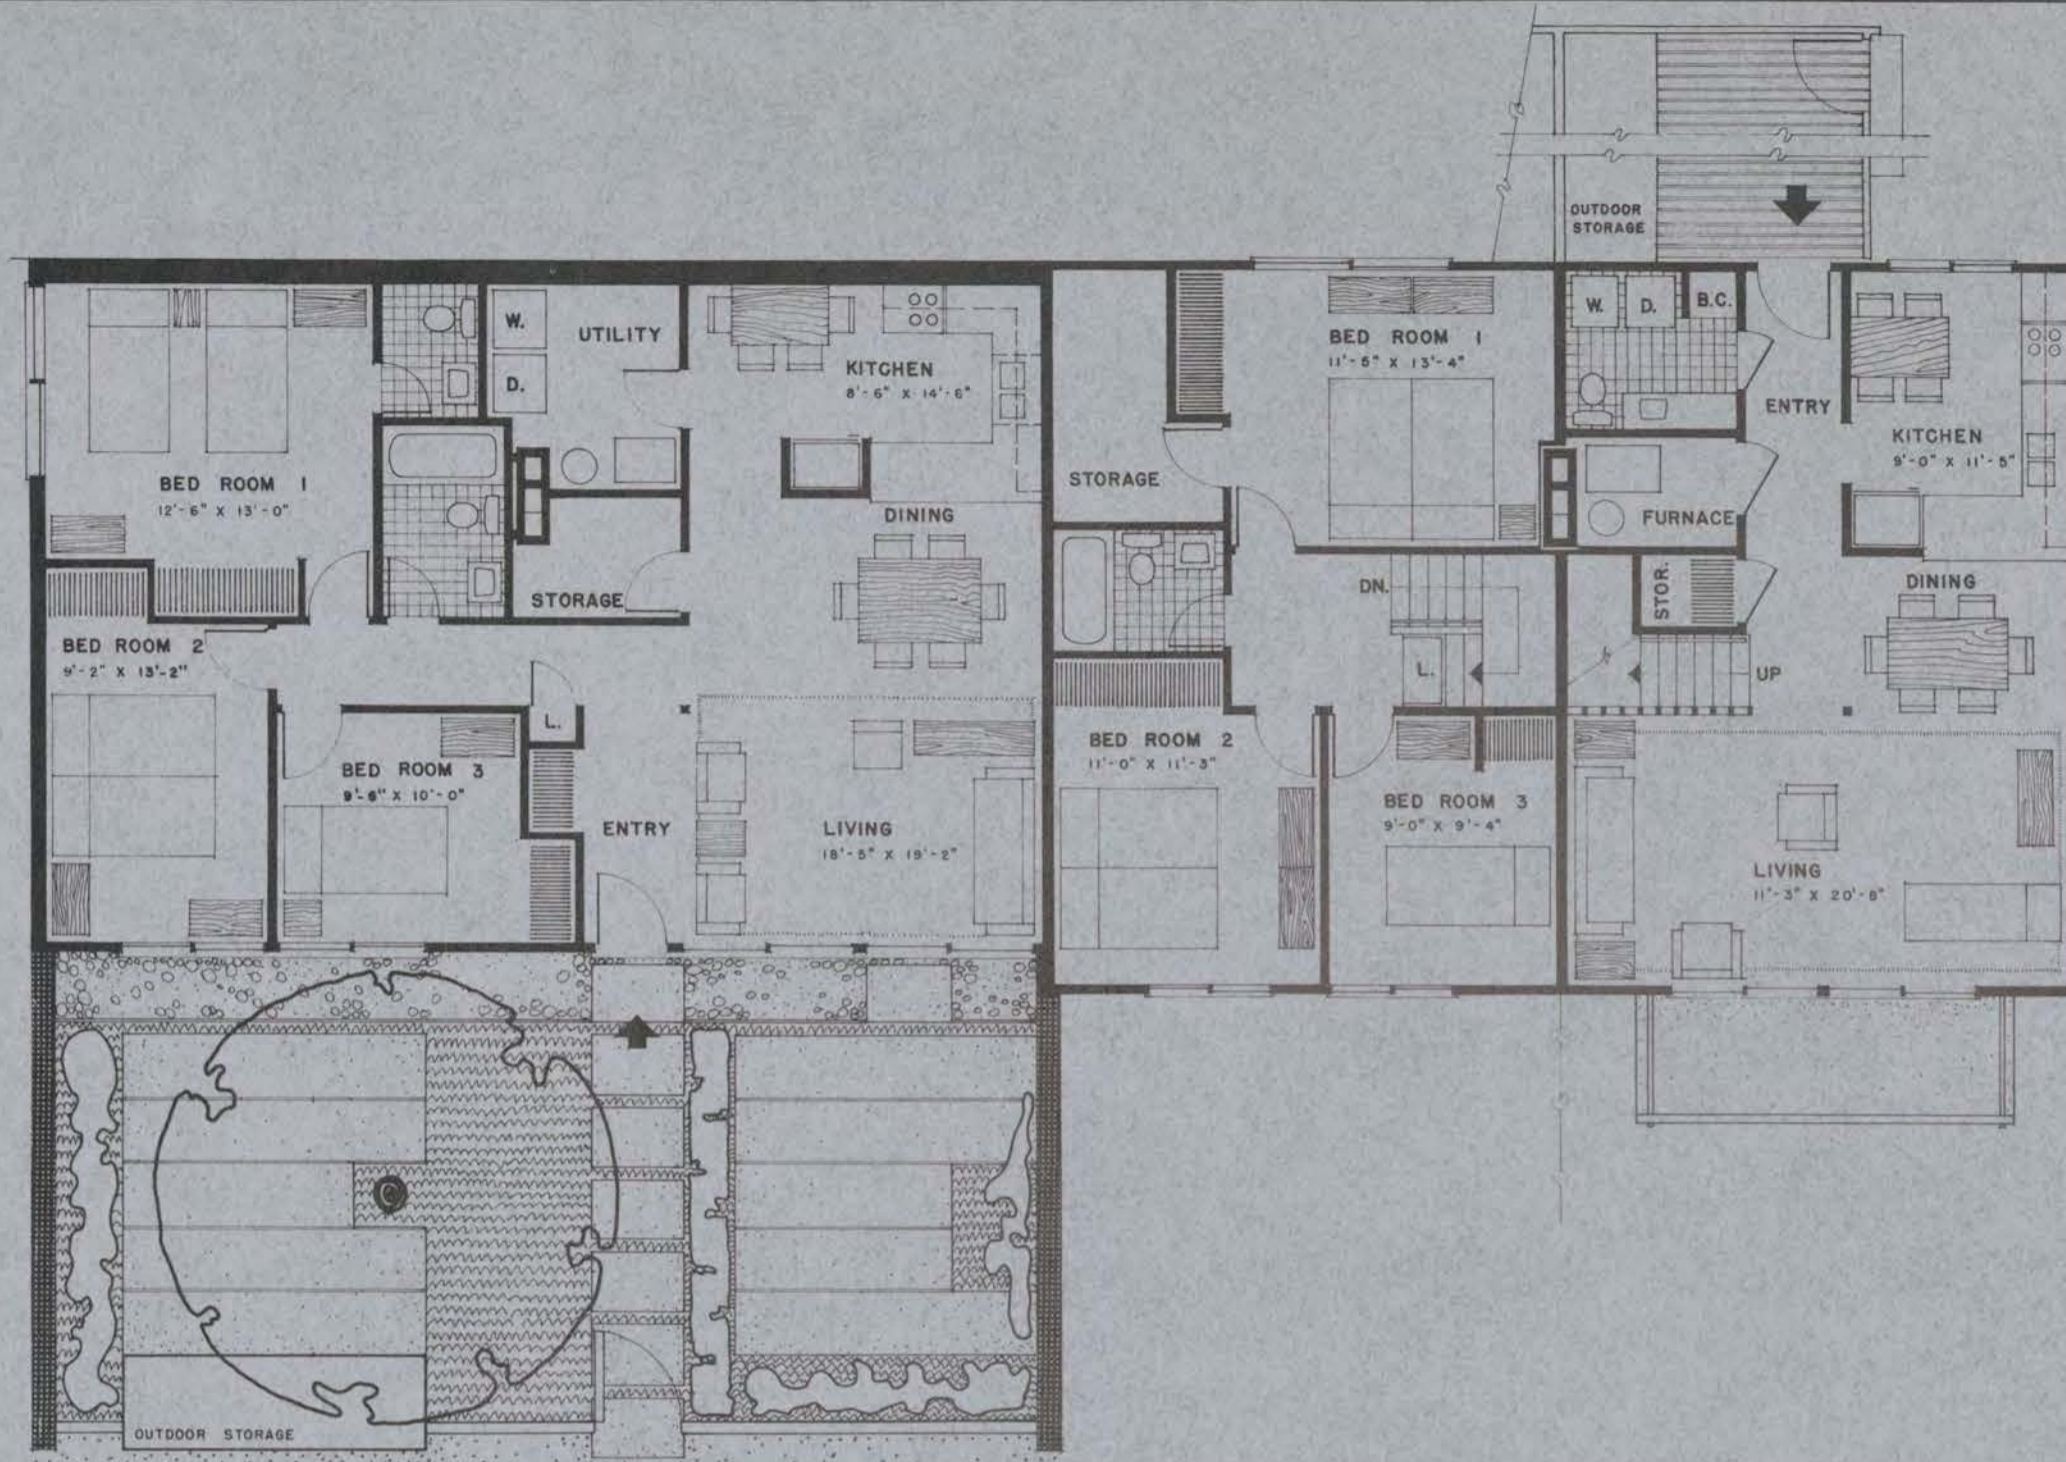 W.
D.
UTILITY
KITCHEN
8'-6" X 14'-6"
BED ROOM 1
12'-6" X 13'-0"
DINING
STORAGE
BED ROOM 2
9'-2" X 13'-2"
L.
BED ROOM 3
9'-6" X 10'-0"
ENTRY
LIVING
18'-5" X 19'-2"
OUTDOOR STORAGE
BED ROOM 1
11'-5" X 13'-4"
STORAGE
DN.
L.
BED ROOM 2
11'-0" X 11'-3"
BED ROOM 3
9'-0" X 9'-4"
OUTDOOR
STORAGE
W.
D.
B.C.
ENTRY
KITCHEN
9'-0" X 11'-5"
FURNACE
STOR.
DINING
UP
LIVING
11'-3" X 20'-8"